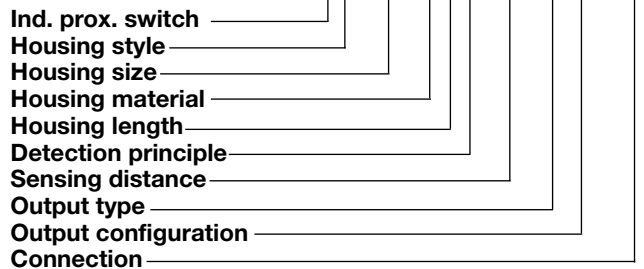 Ind. prox. switch
Housing style
Housing size
Housing material
Housing length
Detection principle
Sensing distance
Output type
Output configuration
Connection